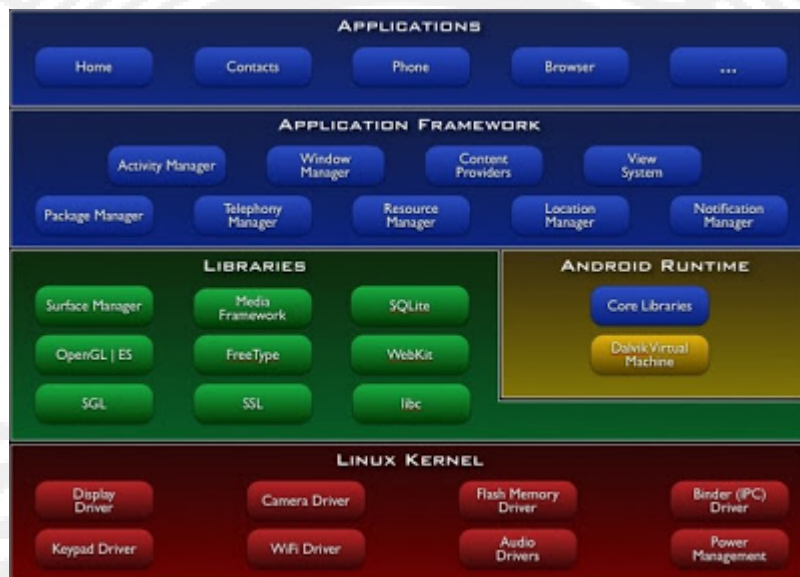 APPLICATIONS
Home Contacts Phone Browser ...
APPLICATION FRAMEWORK
Activity Manager Window Manager Content Providers View System
Package Manager Telephony Manager Resource Manager Location Manager Notification Manager
LIBRARIES
Surface Manager Media Framework SQLite
OpenGL | ES FreeType WebKit
SGL SSL libc
ANDROID RUNTIME
Core Libraries
Dalvik Virtual Machine
LINUX KERNEL
Display Driver Camera Driver Flash Memory Driver Binder (IPC) Driver
Keypad Driver WiFi Driver Audio Drivers Power Management